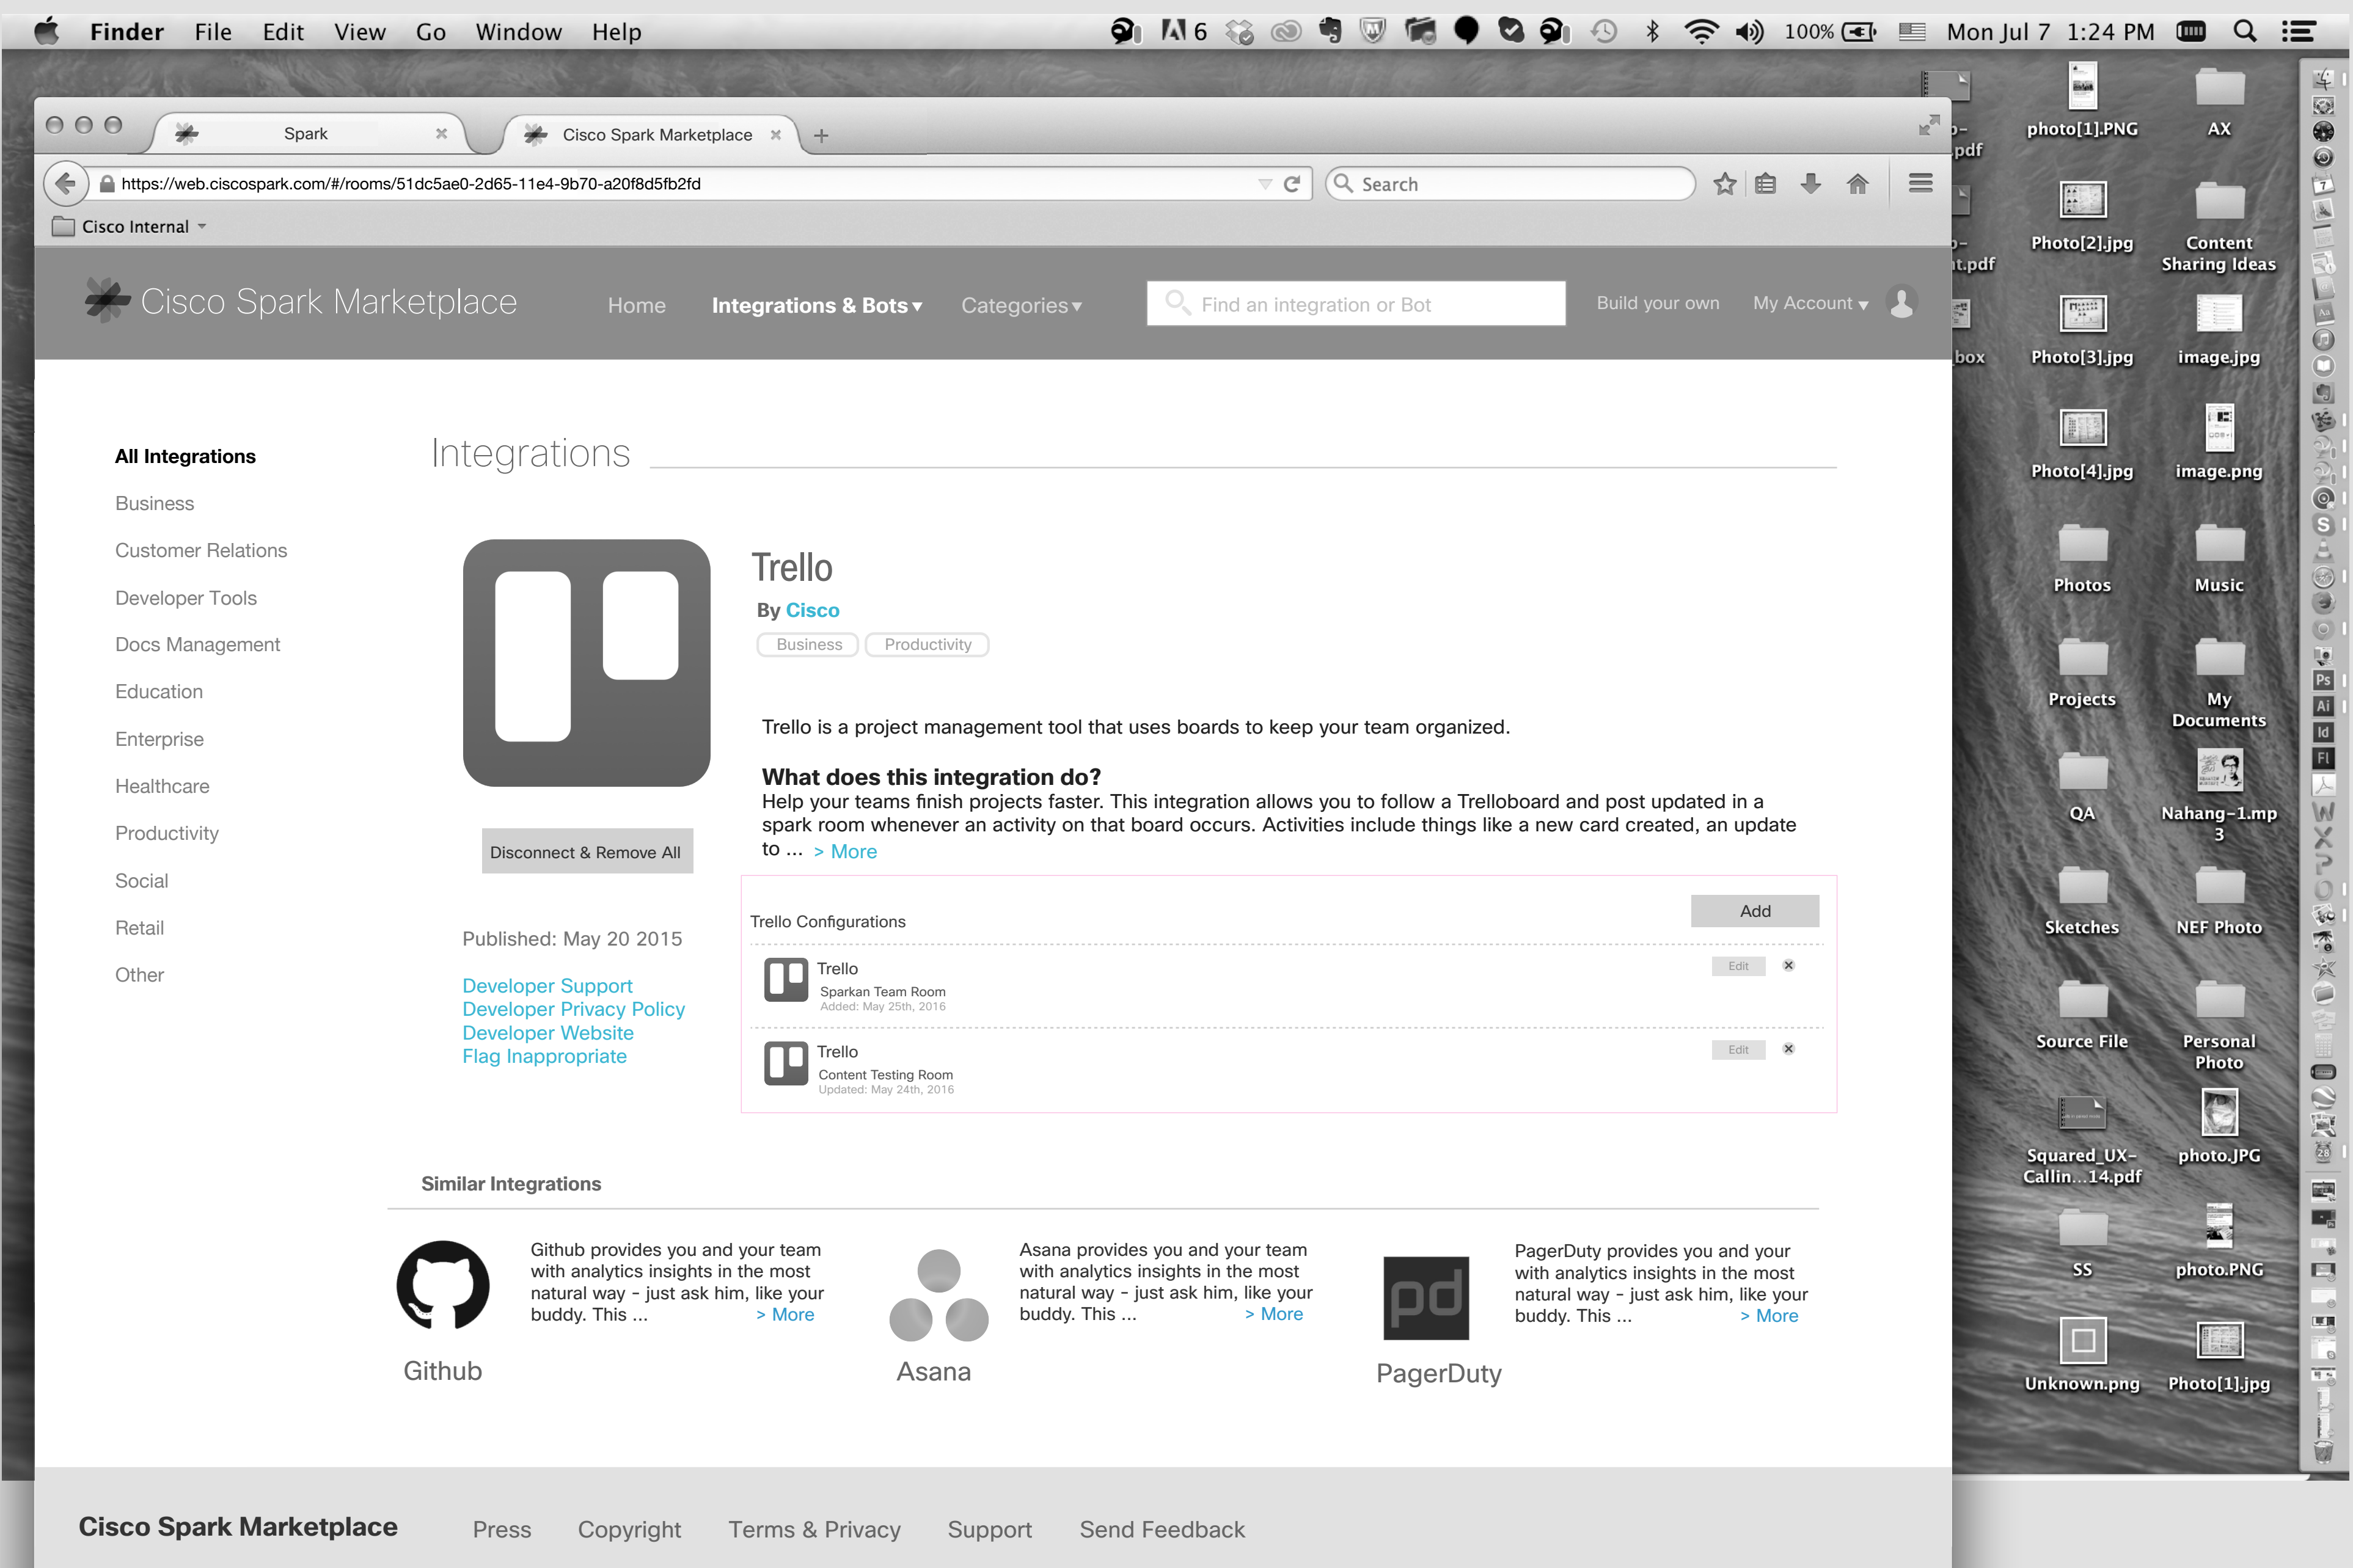 Finder File Edit View Go Window Help
6 100% Mon Jul 7 1:24 PM
Spark
Cisco Spark Marketplace
https://web.ciscospark.com/#/rooms/51dc5ae0-2d65-11e4-9b70-a20f8d5fb2fd
Search
Cisco Internal
Cisco Spark Marketplace
Home
Integrations & Bots
Categories
Find an integration or Bot
Build your own
My Account
All Integrations
Business
Customer Relations
Developer Tools
Docs Management
Education
Enterprise
Healthcare
Productivity
Social
Retail
Other
Integrations
Trello
By Cisco
Business
Productivity
Trello is a project management tool that uses boards to keep your team organized.
What does this integration do?
Help your teams finish projects faster. This integration allows you to follow a Trelloboard and post updated in a
spark room whenever an activity on that board occurs. Activities include things like a new card created, an update
to ... > More
Disconnect & Remove All
Published: May 20 2015
Developer Support
Developer Privacy Policy
Developer Website
Flag Inappropriate
Trello Configurations
Add
Trello
Sparkan Team Room
Added: May 25th, 2016
Edit
Trello
Content Testing Room
Updated: May 24th, 2016
Edit
Similar Integrations
Github provides you and your team
with analytics insights in the most
natural way - just ask him, like your
buddy. This ... > More
Github
Asana provides you and your team
with analytics insights in the most
natural way - just ask him, like your
buddy. This ... > More
Asana
pd
PagerDuty provides you and your
with analytics insights in the most
natural way - just ask him, like your
buddy. This ... > More
PagerDuty
Cisco Spark Marketplace
Press
Copyright
Terms & Privacy
Support
Send Feedback
.pdf
t.pdf
box
photo[1].PNG
AX
Photo[2].jpg
Content
Sharing Ideas
Photo[3].jpg
image.jpg
Photo[4].jpg
image.png
Photos
Music
Projects
My
Documents
QA
Nahang-1.mp
3
Sketches
NEF Photo
Source File
Personal
Photo
Squared_UX-
Callin...14.pdf
photo.JPG
SS
photo.PNG
Unknown.png
Photo[1].jpg
7
Aa
S
Ps
Ai
Id
Fl
W
X
P
O
28